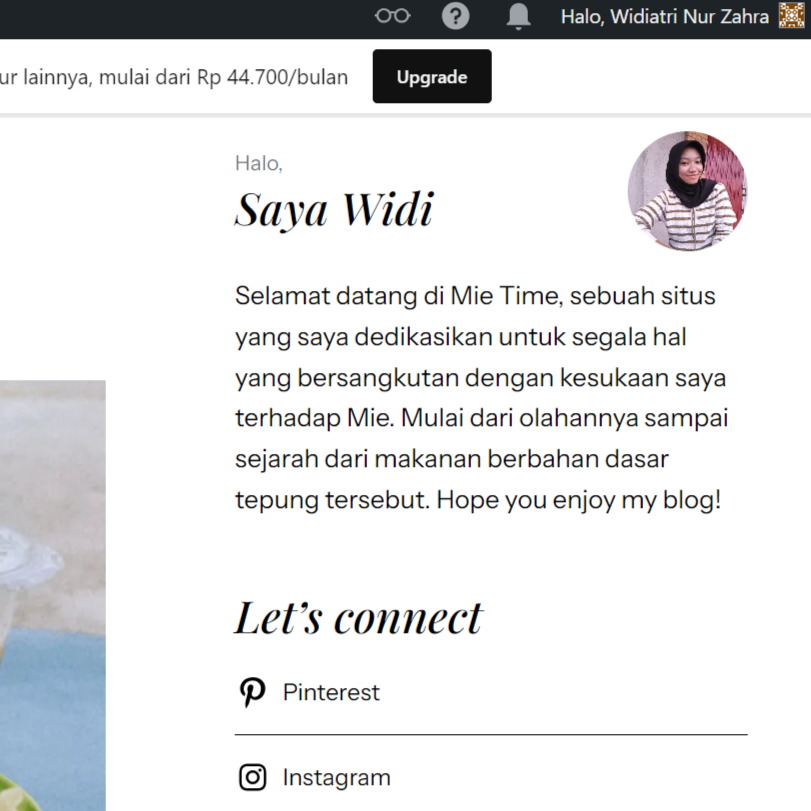 Halo, Widiatri Nur Zahra
ur lainnya, mulai dari Rp 44.700/bulan
Upgrade
Halo,
Saya Widi
Selamat datang di Mie Time, sebuah situs
yang saya dedikasikan untuk segala hal
yang bersangkutan dengan kesukaan saya
terhadap Mie. Mulai dari olahannya sampai
sejarah dari makanan berbahan dasar
tepung tersebut. Hope you enjoy my blog!
Let’s connect
Pinterest
Instagram